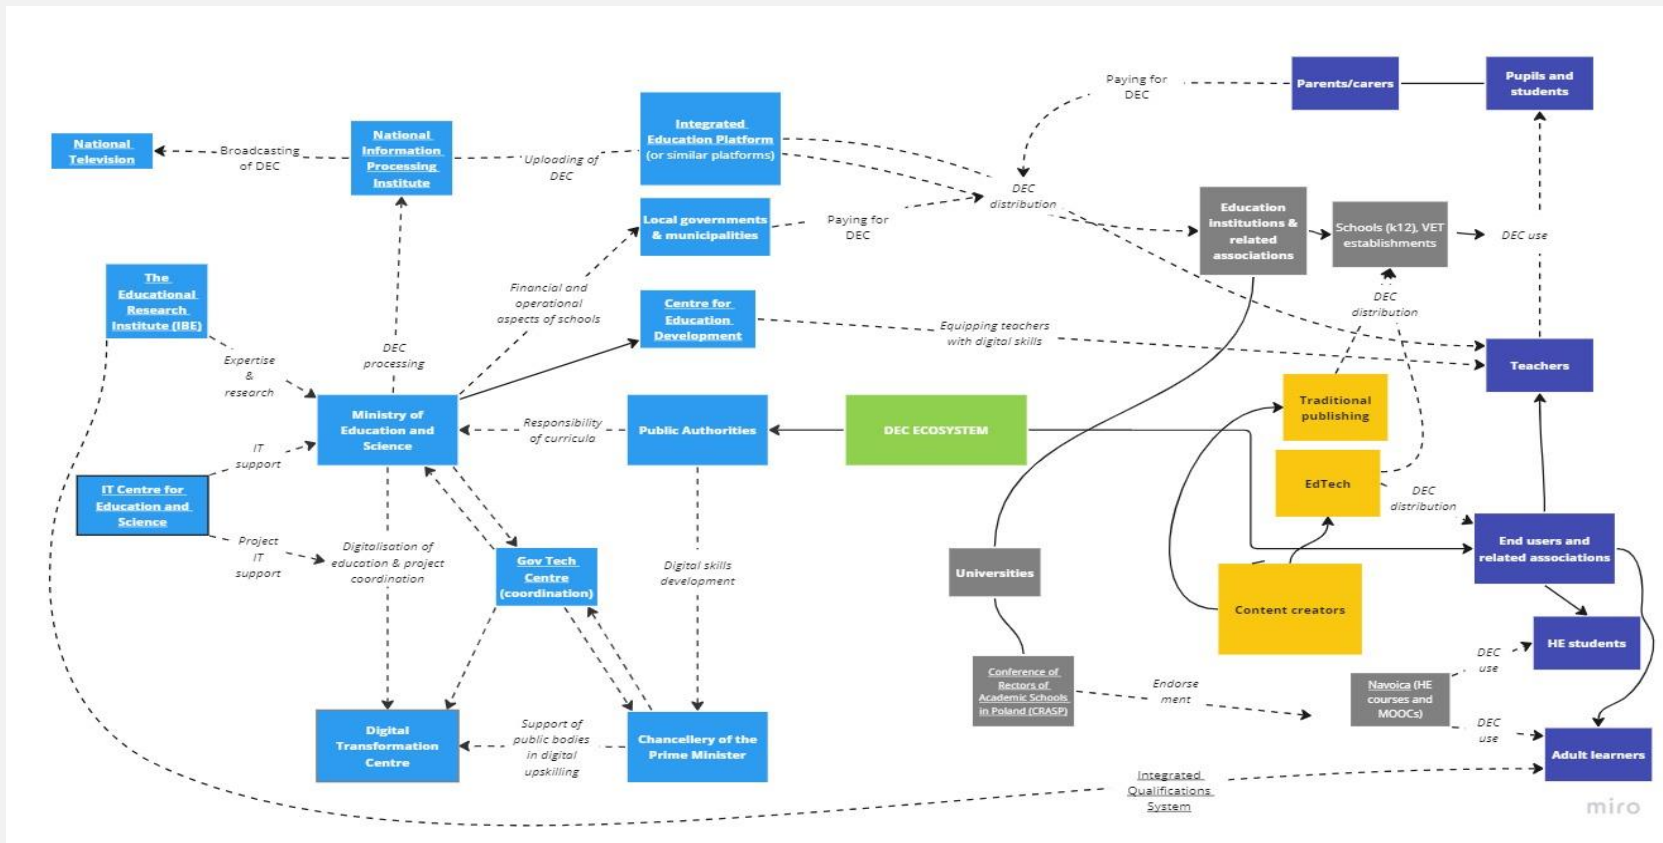 Paying for
DEC
Parents/carers
Pupils and
students
National
Television
Broadcasting
of DEC
National
Information
Processing
Institute
Uploading of
DEC
Integrated
Education Platform
(or similar platforms)
DEC
distribution
Local governments
& municipalities
Paying for
DEC
Education
institutions &
related
associations
Schools (k12), VET
establishments
DEC use
The
Educational
Research
Institute (IBE)
Financial and
operational
aspects of schools
Centre for
Education
Development
Equipping teachers
with digital skills
DEC
distribution
Expertise
&
research
DEC
processing
Teachers
Ministry of
Education and
Science
Responsibility
of curricula
Public Authorities
DEC ECOSYSTEM
Traditional
publishing
IT
support
IT Centre for
Education and
Science
EdTech
DEC
distribution
Project
IT
support
Digitalisation of
education & project
coordination
Gov Tech
Centre
(coordination)
Digital skills
development
Universities
Content creators
End users and
related associations
HE students
Conference of
Rectors of
Academic Schools
in Poland (CRASP)
Endorse
ment
Navoica (HE
courses and
MOOCs)
DEC
use
DEC
use
Digital
Transformation
Centre
Support of
public bodies
in digital
upskilling
Chancellery of the
Prime Minister
Adult learners
Integrated
Qualifications
System
miro